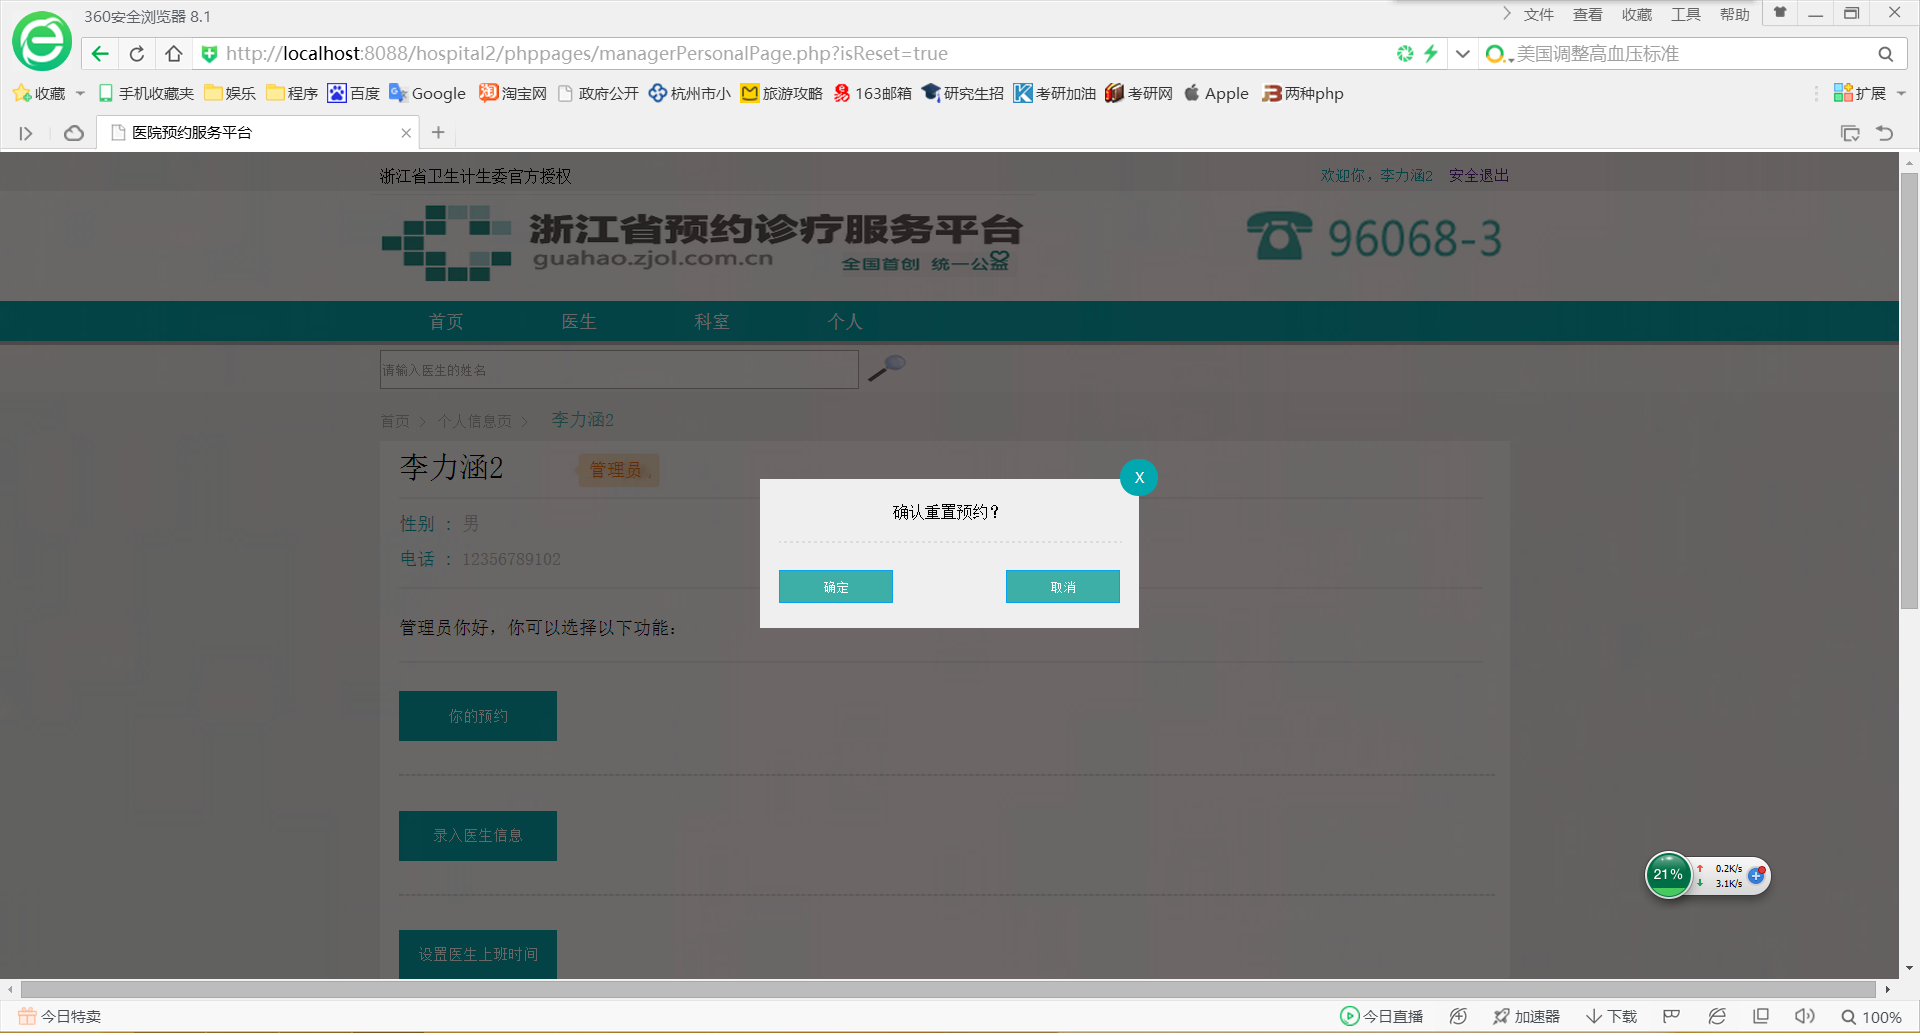 360安全浏览器 8.1
文件 查看 收藏 工具 帮助
http://localhost:8088/hospital2/phppages/managerPersonalPage.php?isReset=true
美国调整高血压标准
收藏 手机收藏夹 娱乐 程序 百度 Google 淘宝网 政府公开 杭州市小 旅游攻略 163邮箱 研究生招 考研加油 考研网 Apple 两种php 扩展
医院预约服务平台
浙江省卫生计生委官方授权
欢迎你，李力涵2 安全退出
浙江省预约诊疗服务平台
guahao.zjol.com.cn 全国首创 统一公益
96068-3
首页 医生 科室 个人
请输入医生的姓名
首页 > 个人信息页 > 李力涵2
李力涵2 管理员
性别 ： 男
电话 ： 12356789102
管理员你好，你可以选择以下功能：
你的预约
录入医生信息
设置医生上班时间
X
确认重置预约？
确定 取消
21% 0.2K/s
3.1K/s
今日特卖
今日直播 加速器 下载 100%